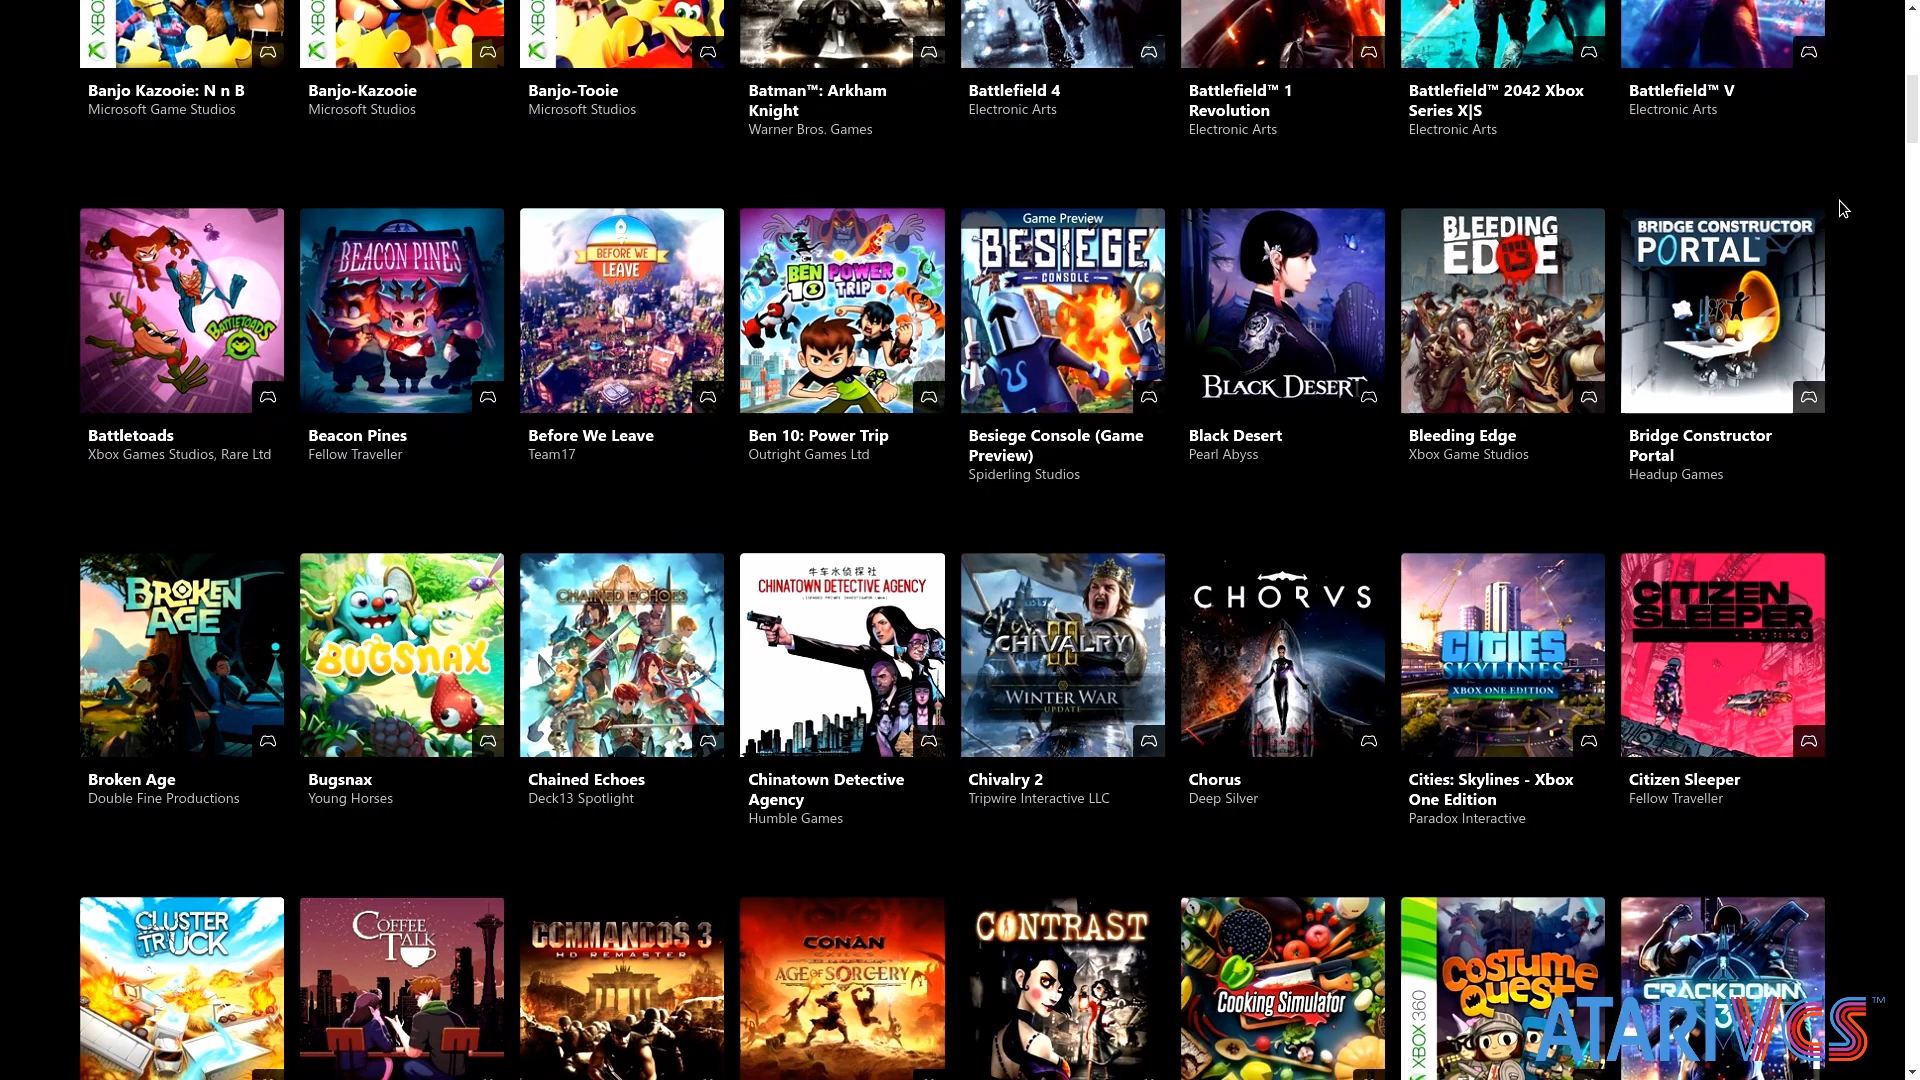 XBOX
XBOX
XBOX
Banjo Kazooie: N n B
Microsoft Game Studios
Banjo-Kazooie
Microsoft Studios
Banjo-Tooie
Microsoft Studios
Batman™: Arkham
Knight
Warner Bros. Games
Battlefield 4
Electronic Arts
Battlefield™ 1
Revolution
Electronic Arts
Battlefield™ 2042 Xbox
Series X|S
Electronic Arts
Battlefield™ V
Electronic Arts
BATTLETOADS
BEACON PINES
BEFORE WE
LEAVE
BEN
10
POWER
TRIP
Game Preview
BESIEGE
CONSOLE
BLACK DESERT
BLEEDING
EDGE
BRIDGE CONSTRUCTOR
PORTAL™
Battletoads
Xbox Games Studios, Rare Ltd
Beacon Pines
Fellow Traveller
Before We Leave
Team17
Ben 10: Power Trip
Outright Games Ltd
Besiege Console (Game
Preview)
Spiderling Studios
Black Desert
Pearl Abyss
Bleeding Edge
Xbox Game Studios
Bridge Constructor
Portal
Headup Games
BROKEN
AGE
BUGSNAX
CHAINED ECHOES
牛车水侦探社
CHINATOWN DETECTIVE AGENCY
CHIVALRY
II
WINTER WAR
UPDATE
CHORVS
CITIES
SKYLINES
XBOX ONE EDITION
CITIZEN
SLEEPER
Broken Age
Double Fine Productions
Bugsnax
Young Horses
Chained Echoes
Deck13 Spotlight
Chinatown Detective
Agency
Humble Games
Chivalry 2
Tripwire Interactive LLC
Chorus
Deep Silver
Cities: Skylines - Xbox
One Edition
Paradox Interactive
Citizen Sleeper
Fellow Traveller
CLUSTER
TRUCK
COFFEE
TALK
COMMANDOS 3
HD REMASTER
CONAN
AGE OF SORCERY
CONTRAST
Cooking Simulator
XBOX 360
Costume
Quest
CRACKDOWN
3
ATARI VCS™